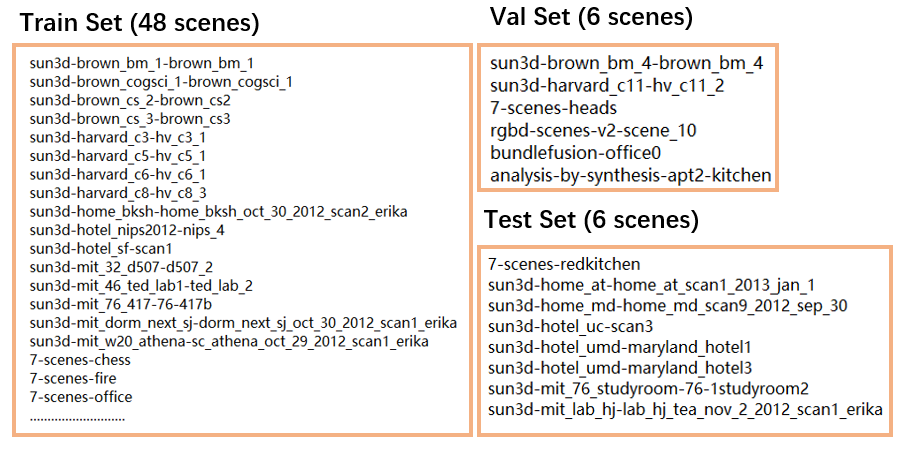 Train Set (48 scenes)
sun3d-brown_bm_1-brown_bm_1
sun3d-brown_cogsci_1-brown_cogsci_1
sun3d-brown_cs_2-brown_cs2
sun3d-brown_cs_3-brown_cs3
sun3d-harvard_c3-hv_c3_1
sun3d-harvard_c5-hv_c5_1
sun3d-harvard_c6-hv_c6_1
sun3d-harvard_c8-hv_c8_3
sun3d-home_bksh-home_bksh_oct_30_2012_scan2_erika
sun3d-hotel_nips2012-nips_4
sun3d-hotel_sf-scan1
sun3d-mit_32_d507-d507_2
sun3d-mit_46_ted_lab1-ted_lab_2
sun3d-mit_76_417-76-417b
sun3d-mit_dorm_next_sj-dorm_next_sj_oct_30_2012_scan1_erika
sun3d-mit_w20_athena-sc_athena_oct_29_2012_scan1_erika
7-scenes-chess
7-scenes-fire
7-scenes-office
...........................
Val Set (6 scenes)
sun3d-brown_bm_4-brown_bm_4
sun3d-harvard_c11-hv_c11_2
7-scenes-heads
rgbd-scenes-v2-scene_10
bundlefusion-office0
analysis-by-synthesis-apt2-kitchen
Test Set (6 scenes)
7-scenes-redkitchen
sun3d-home_at-home_at_scan1_2013_jan_1
sun3d-home_md-home_md_scan9_2012_sep_30
sun3d-hotel_uc-scan3
sun3d-hotel_umd-maryland_hotel1
sun3d-hotel_umd-maryland_hotel3
sun3d-mit_76_studyroom-76-1studyroom2
sun3d-mit_lab_hj-lab_hj_tea_nov_2_2012_scan1_erika